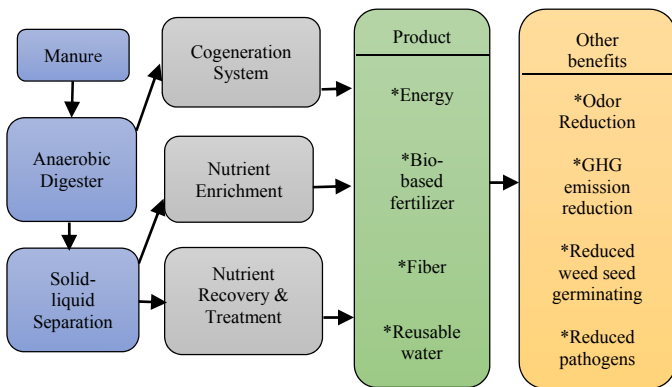 Manure
Anaerobic
Digester
Solid-
liquid
Separation
Cogeneration
System
Nutrient
Enrichment
Nutrient
Recovery &
Treatment
Product
*Energy
*Bio-
based
fertilizer
*Fiber
*Reusable
water
Other
benefits
*Odor
Reduction
*GHG
emission
reduction
*Reduced
weed seed
germinating
*Reduced
pathogens